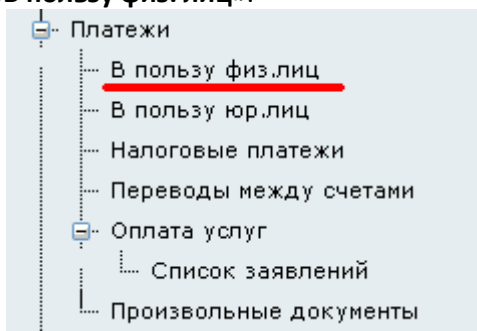 Платежи
В пользу физ.лиц
В пользу юр.лиц
Налоговые платежи
Переводы между счетами
Оплата услуг
Список заявлений
Произвольные документы